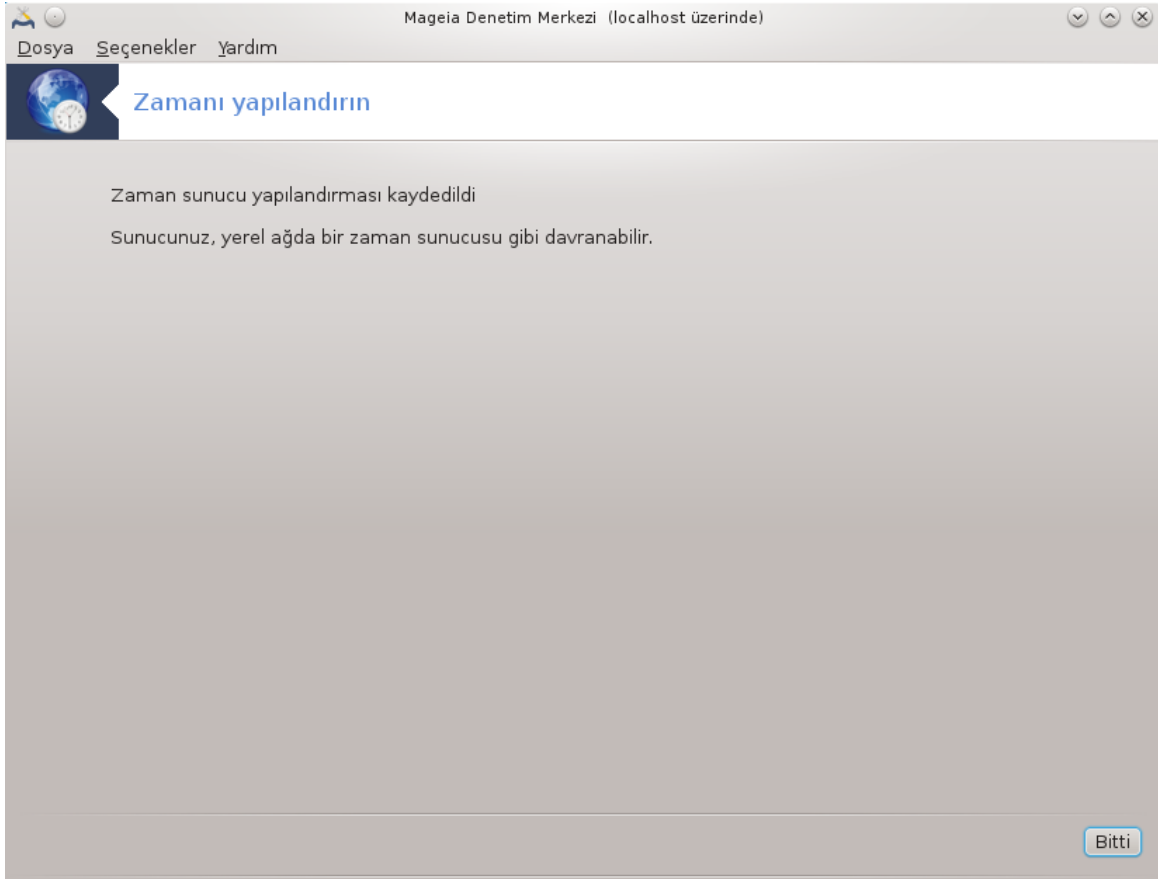 Mageia Denetim Merkezi (localhost üzerinde)
Dosya Seçenekler Yardım
Zamanı yapılandırın
Zaman sunucu yapılandırması kaydedildi
Sunucunuz, yerel ağda bir zaman sunucusu gibi davranabilir.
Bitti